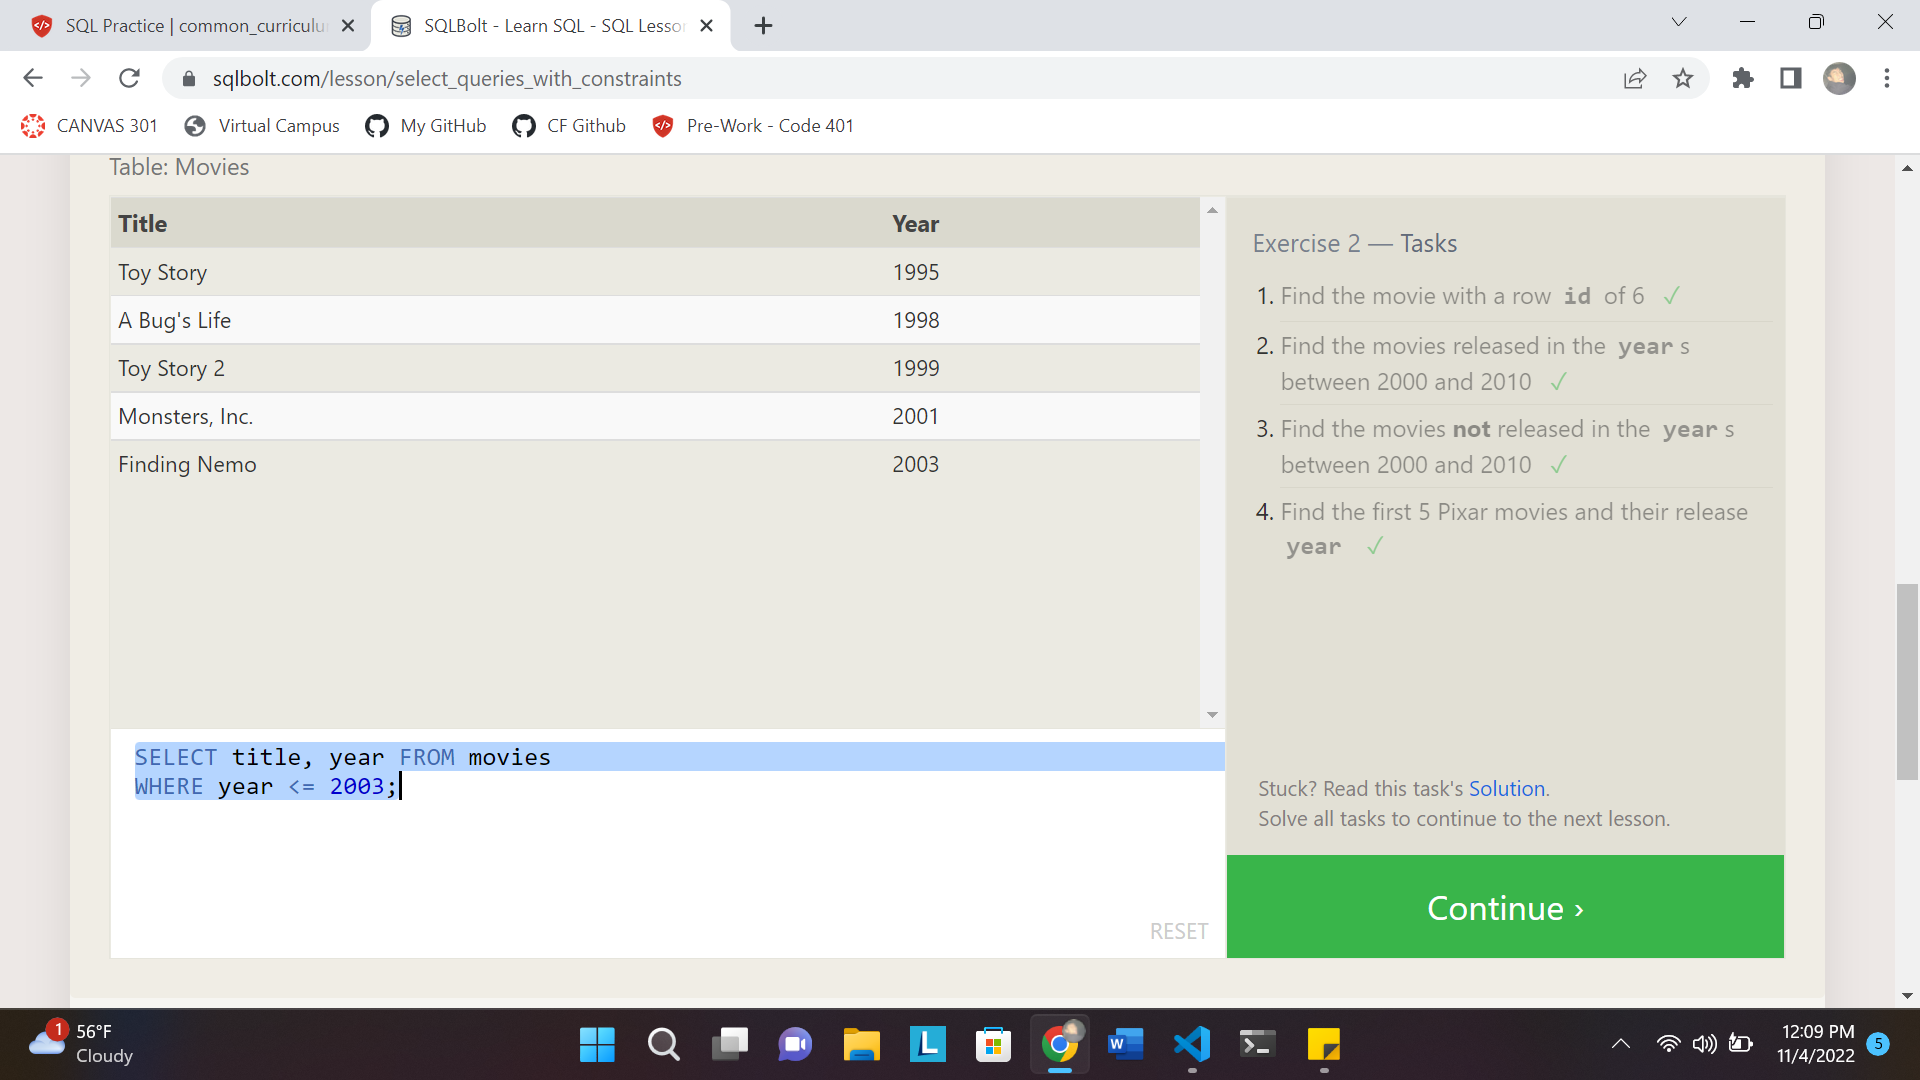 SQL Practice | common_curriculu
SQLBolt - Learn SQL - SQL Lesso
sqlbolt.com/lesson/select_queries_with_constraints
CANVAS 301
Virtual Campus
My GitHub
CF Github
Pre-Work - Code 401
Table: Movies
Title Year
Toy Story 1995
A Bug's Life 1998
Toy Story 2 1999
Monsters, Inc. 2001
Finding Nemo 2003
SELECT title, year FROM movies
WHERE year <= 2003;
RESET
Exercise 2 — Tasks
1. Find the movie with a row id of 6 ✓
2. Find the movies released in the year s
between 2000 and 2010 ✓
3. Find the movies not released in the year s
between 2000 and 2010 ✓
4. Find the first 5 Pixar movies and their release
year ✓
Stuck? Read this task's Solution.
Solve all tasks to continue to the next lesson.
Continue ›
1
56°F
Cloudy
L
W
12:09 PM
11/4/2022
5